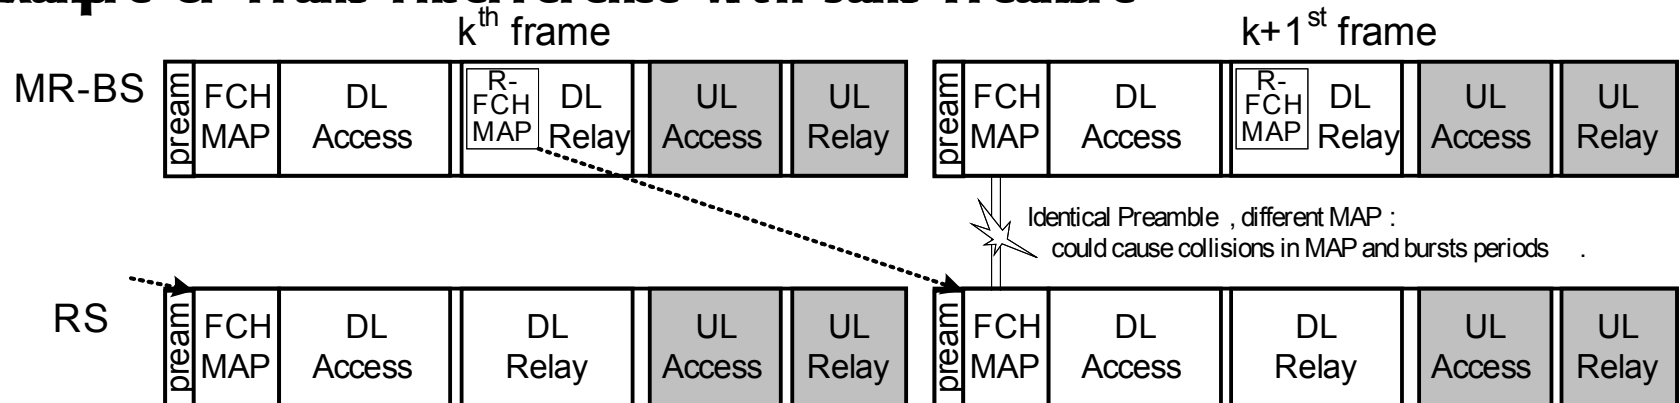 k^th frame k+1^st frame
MR-BS pream FCH MAP DL Access R-FCH MAP DL Relay UL Access UL Relay pream FCH MAP DL Access R-FCH MAP DL Relay UL Access UL Relay
Identical Preamble , different MAP :
could cause collisions in MAP and bursts periods .
RS pream FCH MAP DL Access DL Relay UL Access UL Relay pream FCH MAP DL Access DL Relay UL Access UL Relay